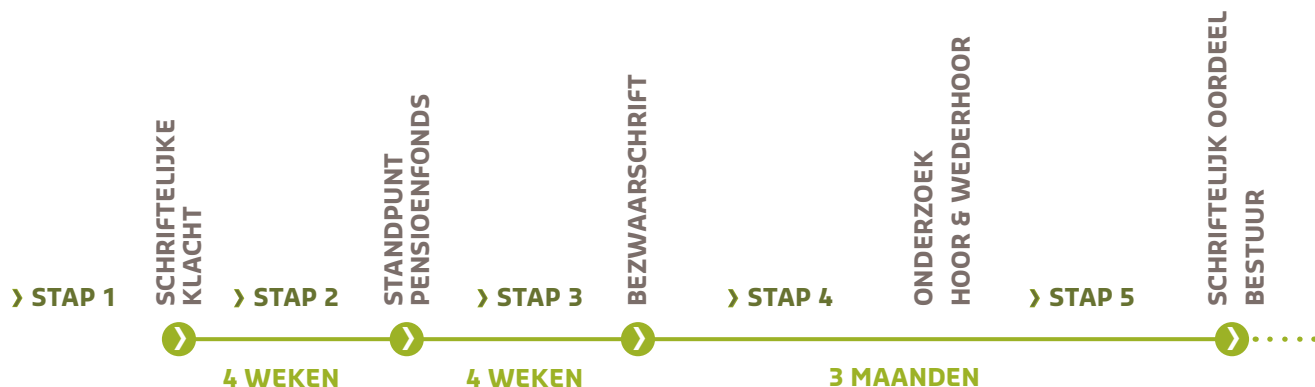 › STAP 1
SCHRIFTELIJKE
KLACHT
› STAP 2
STANDPUNT
PENSIOENFONDS
› STAP 3
BEZWAARSCHRIFT
› STAP 4
ONDERZOEK
HOOR & WEDERHOOR
› STAP 5
SCHRIFTELIJK OORDEEL
BESTUUR
4 WEKEN
4 WEKEN
3 MAANDEN